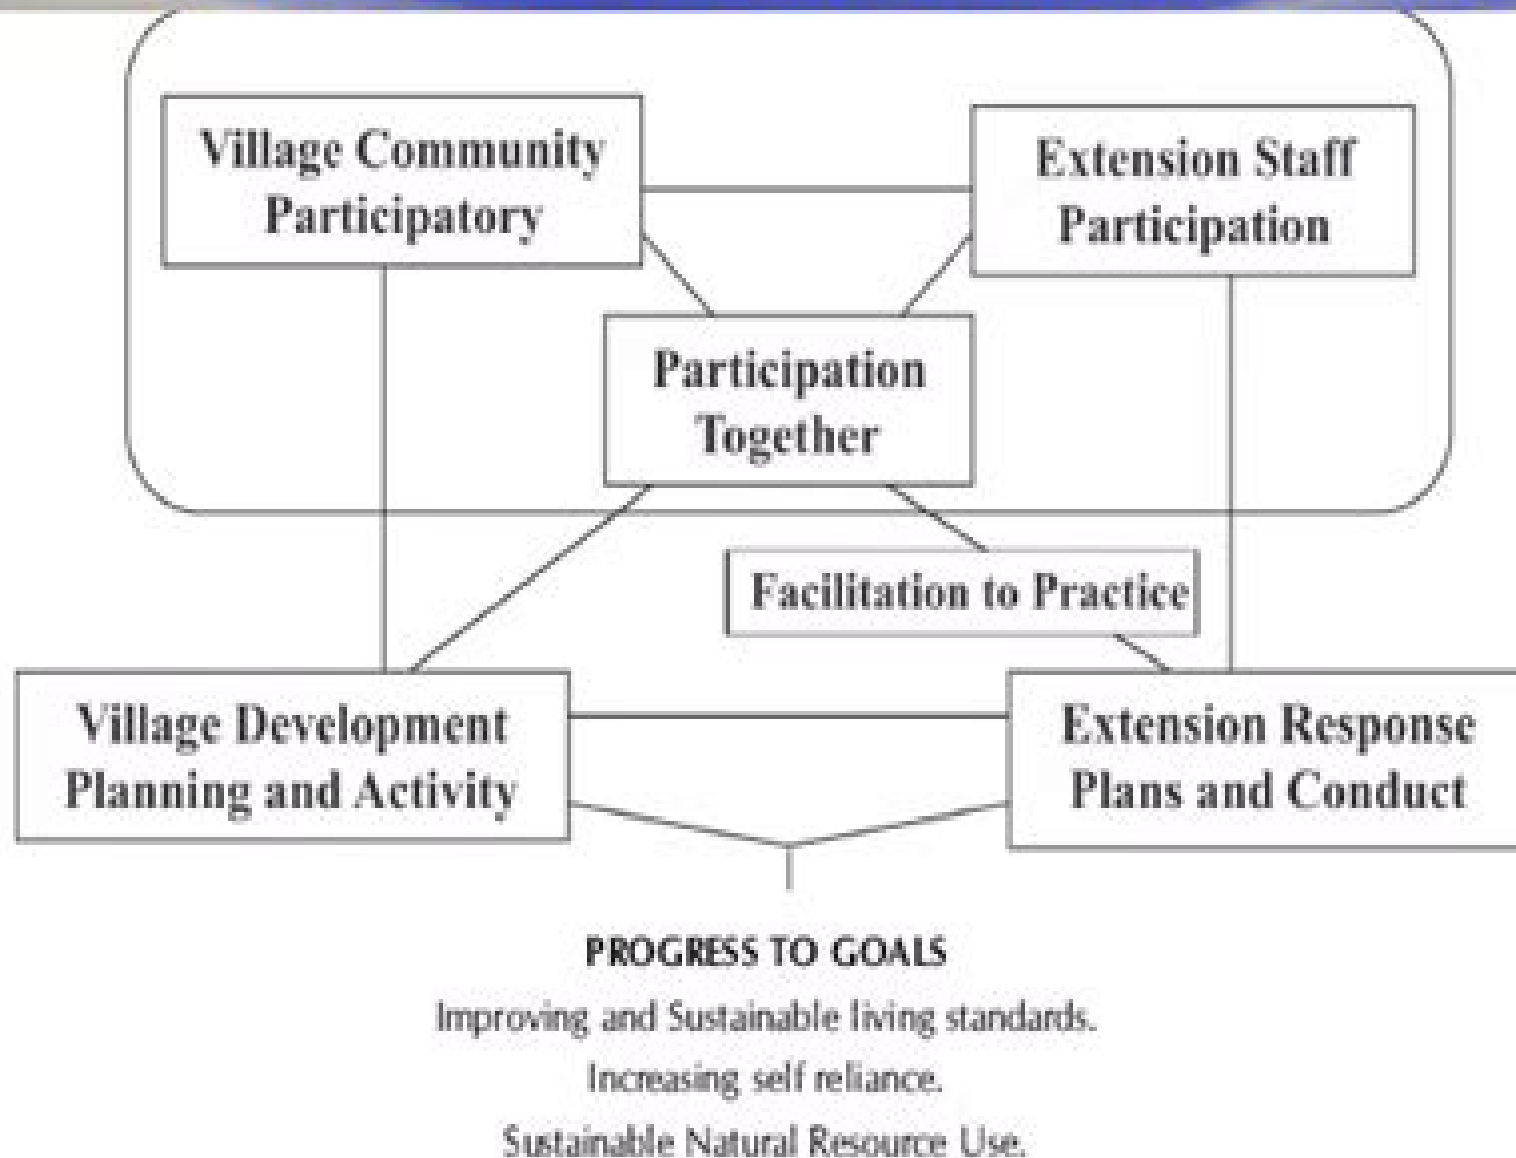 Village Community
Participatory
Extension Staff
Participation
Participation
Together
Facilitation to Practice
Village Development
Planning and Activity
Extension Response
Plans and Conduct
PROGRESS TO GOALS
Improving and Sustainable living standards.
Increasing self reliance.
Sustainable Natural Resource Use.